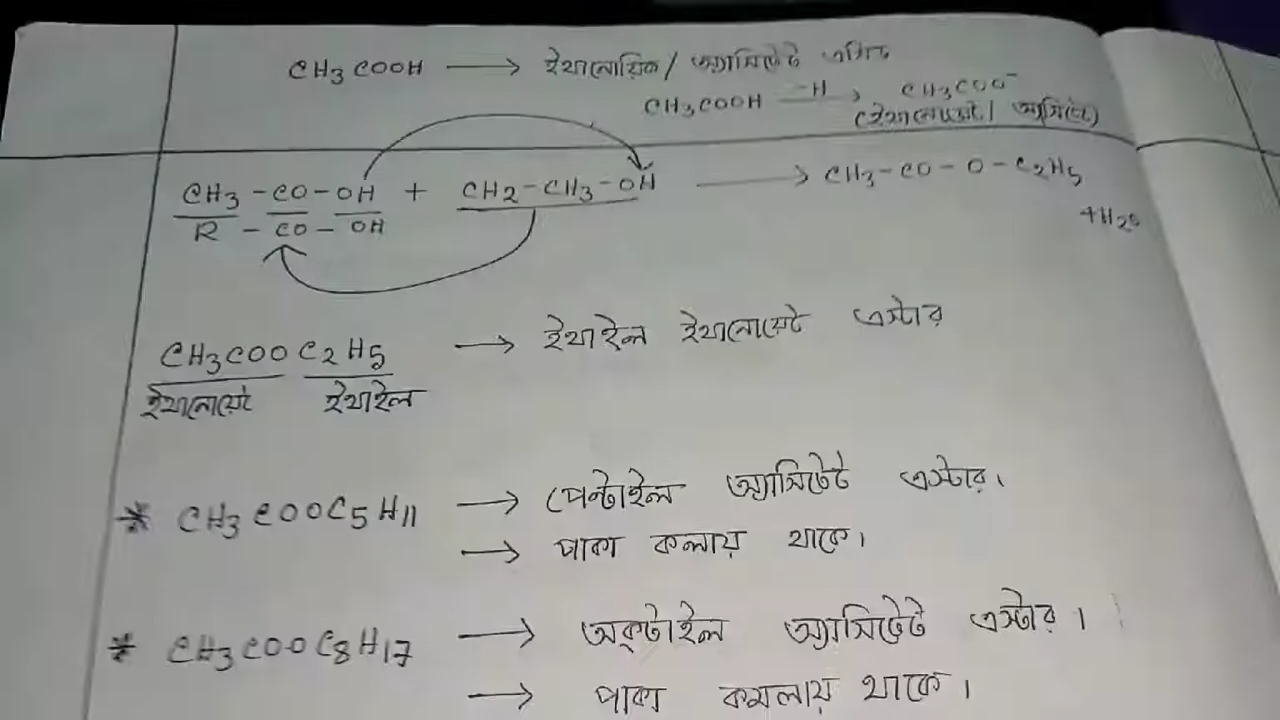 CH3COOH → ইথানোয়িক/ অ্যাসিটেট এসিড
CH3COOH -H→ CH3COO⁻
(ইথানোয়েট/ অ্যাসিটেট)
CH3-CO-OH + CH2-CH3-OH → CH3-CO-O-C2H5
R-CO-OH
+H2O
CH3COOC2H5 → ইথাইল ইথানোয়েট এস্টার
ইথানোয়েট ইথাইল
* CH3COOC5H11 → পেন্টাইল অ্যাসিটেট এস্টার।
→ পাকা কলায় থাকে।
* CH3COOC8H17 → অক্টাইল অ্যাসিটেট এস্টার।
→ পাকা কমলায় থাকে।